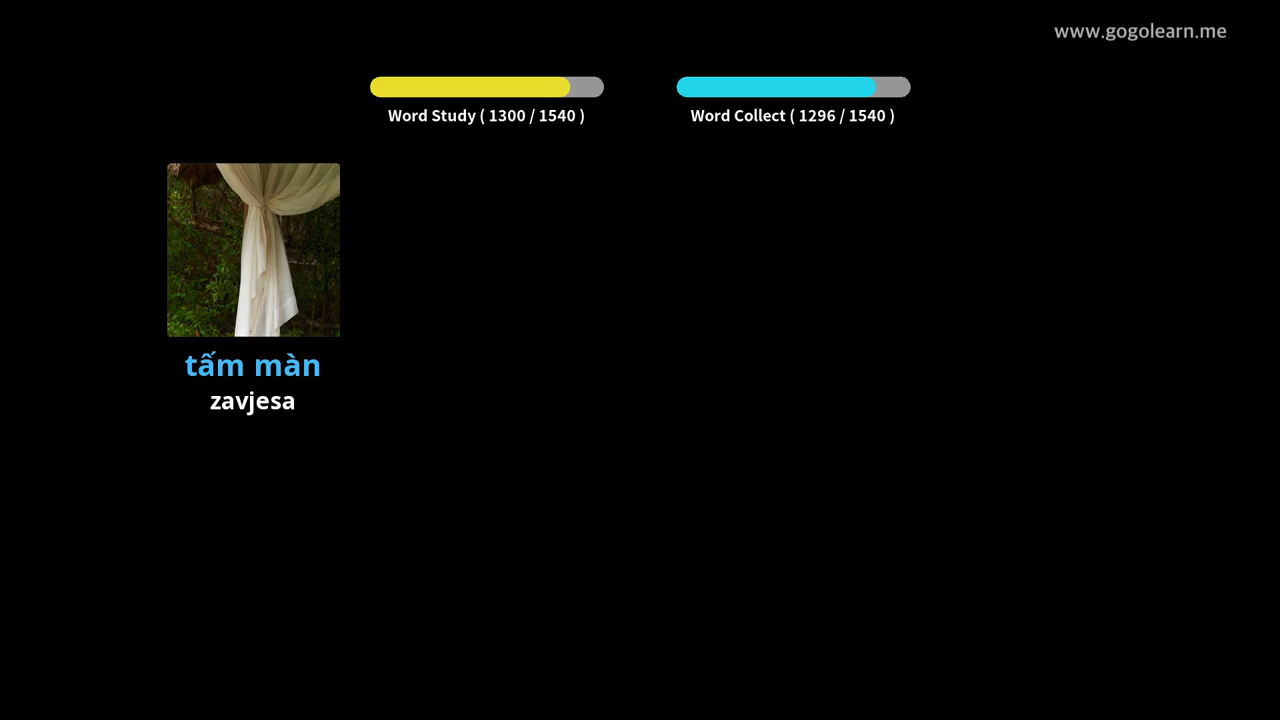 www.gogolearn.me
Word Study ( 1300 / 1540 )
Word Collect ( 1296 / 1540 )
tấm màn
zavjesa